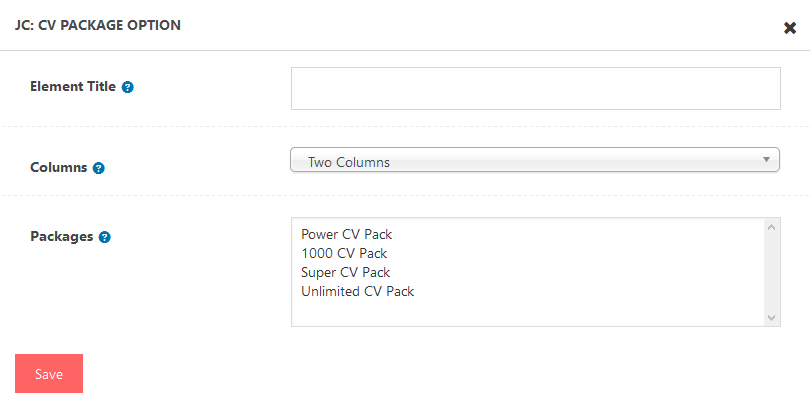 JC: CV PACKAGE OPTION
Element Title
Columns
Two Columns
Packages
Power CV Pack
1000 CV Pack
Super CV Pack
Unlimited CV Pack
Save